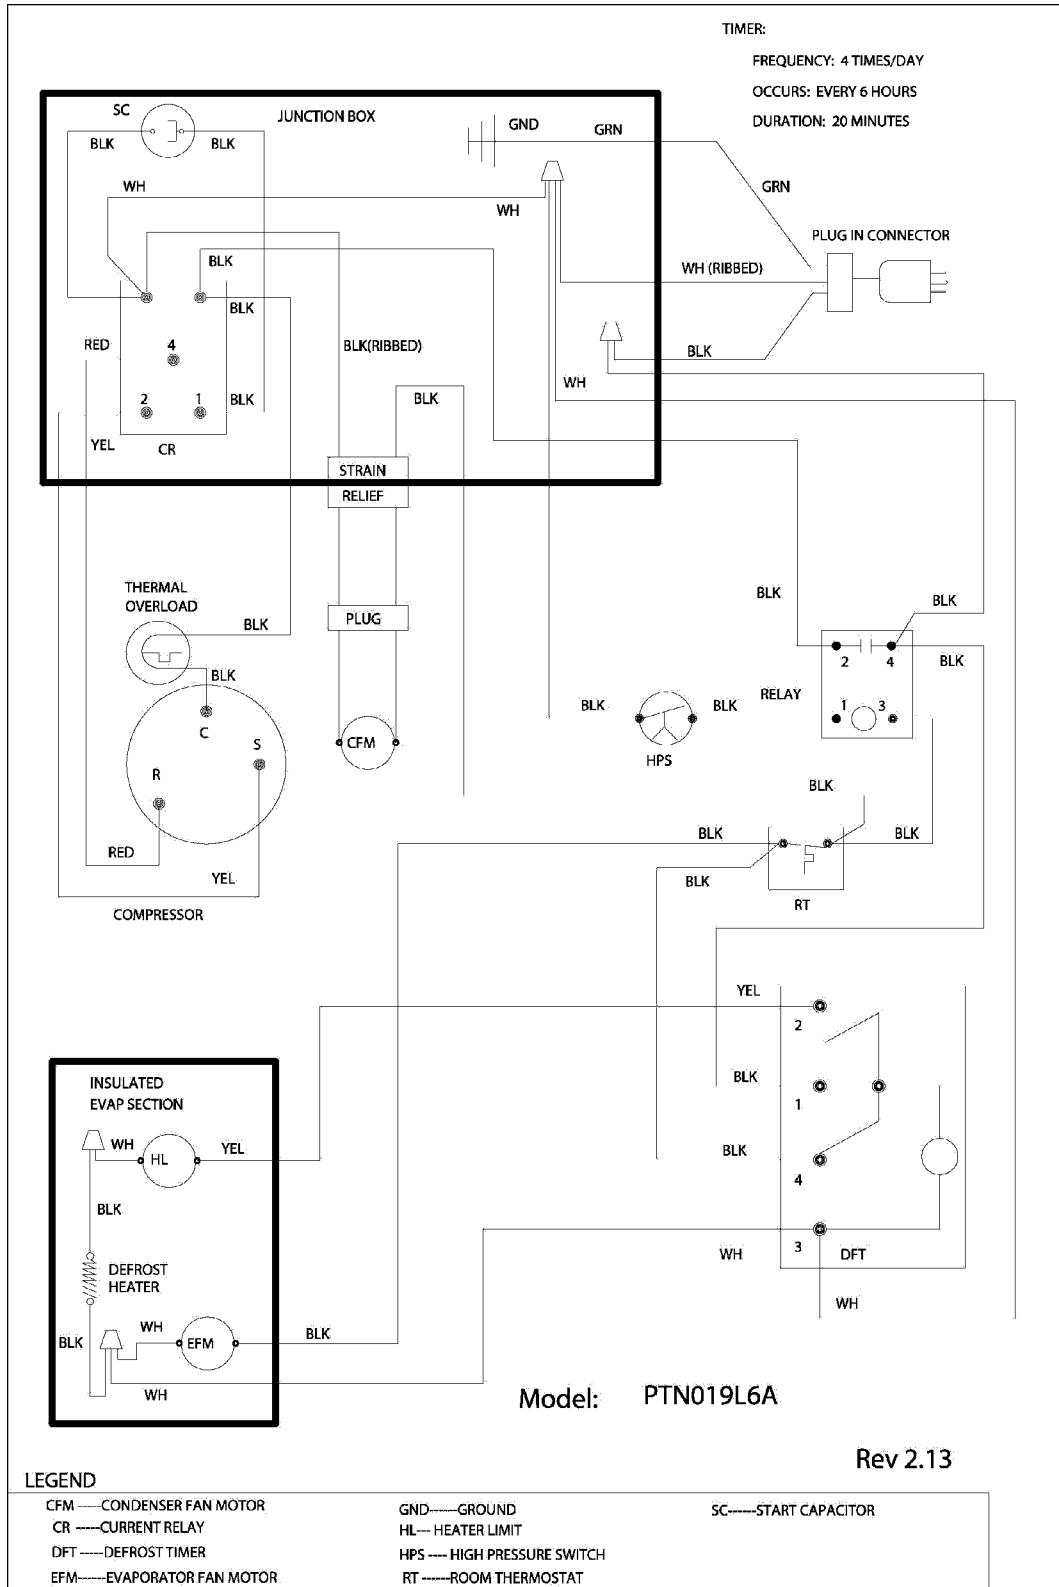 TIMER:
FREQUENCY: 4 TIMES/DAY
OCCURS: EVERY 6 HOURS
DURATION: 20 MINUTES
SC
JUNCTION BOX
GND
GRN
BLK
BLK
GRN
WH
WH
PLUG IN CONNECTOR
BLK
WH (RIBBED)
BLK
RED
4
BLK(RIBBED)
BLK
WH
2
1
BLK
BLK
YEL
CR
STRAIN
RELIEF
THERMAL
OVERLOAD
BLK
PLUG
BLK
BLK
BLK
2
4
BLK
C
S
R
CFM
BLK
BLK
HPS
RELAY
1
3
BLK
RED
YEL
COMPRESSOR
BLK
BLK
BLK
RT
YEL
2
INSULATED
EVAP SECTION
BLK
1
WH
HL
YEL
BLK
4
BLK
WH
3
DFT
DEFROST
HEATER
WH
BLK
WH
EFM
BLK
WH
Model: PTN019L6A
Rev 2.13
LEGEND
CFM -----CONDENSER FAN MOTOR
CR -----CURRENT RELAY
DFT -----DEFROST TIMER
EFM------EVAPORATOR FAN MOTOR
GND------GROUND
HL--- HEATER LIMIT
HPS ---- HIGH PRESSURE SWITCH
RT ------ROOM THERMOSTAT
SC------START CAPACITOR